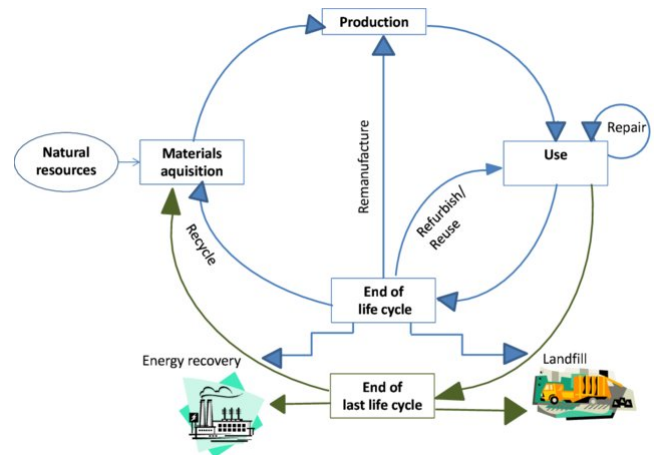 Production
Repair
Use
Natural
resources
Materials
aquisition
Remanufacture
Refurbish/
Reuse
Recycle
End of
life cycle
Energy recovery
Landfill
End of
last life cycle